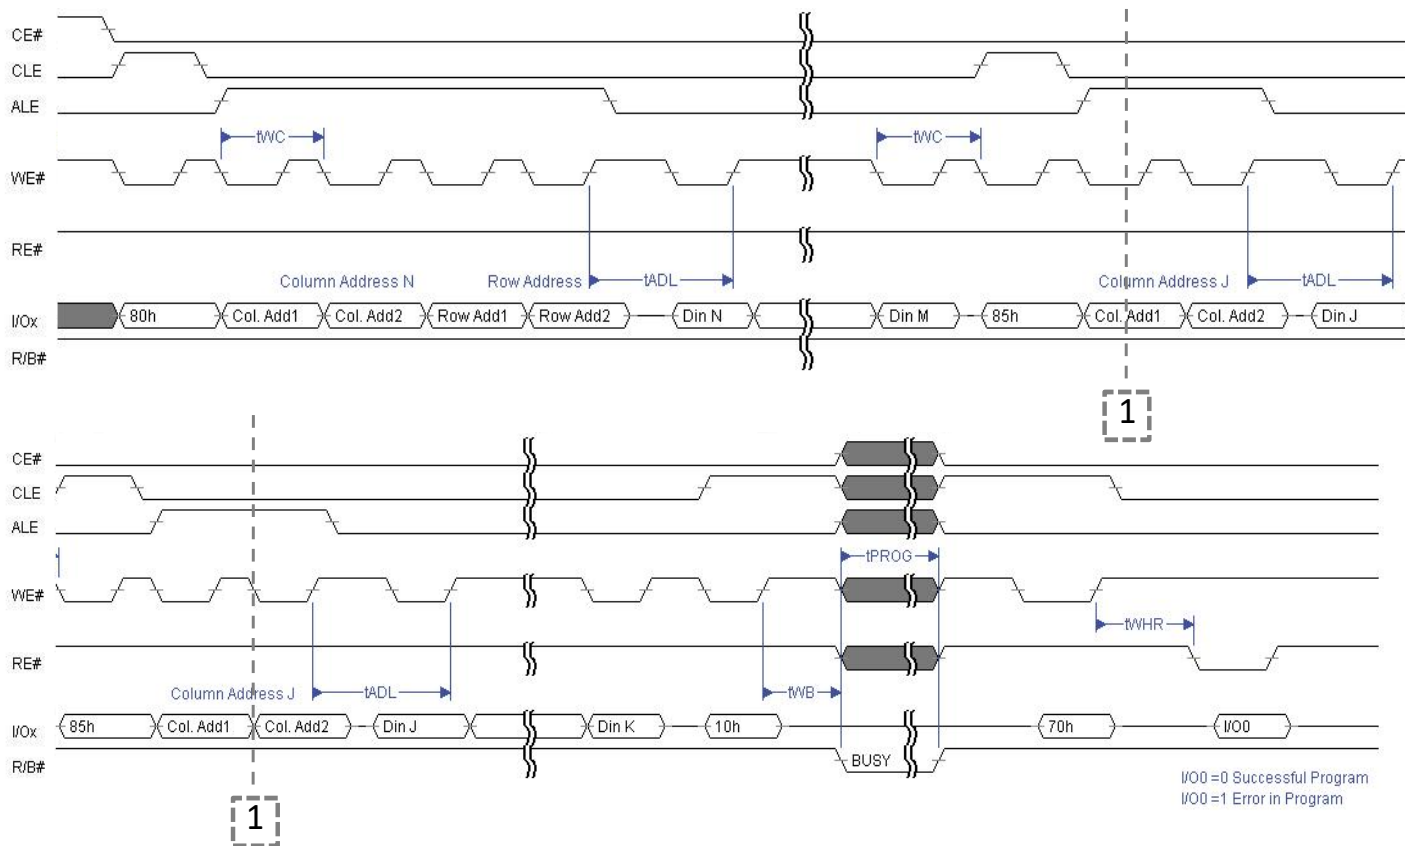 CE#
CLE
ALE
tWC
tWC
WE#
RE#
Column Address N
Row Address
tADL
Column Address J
tADL
I/Ox
80h
Col. Add1
Col. Add2
Row Add1
Row Add2
Din N
Din M
85h
Col. Add1
Col. Add2
Din J
R/B#
1
CE#
CLE
ALE
tPROG
WE#
tWHR
RE#
Column Address J
tADL
tWB
I/Ox
85h
Col. Add1
Col. Add2
Din J
Din K
10h
70h
I/O0
R/B#
BUSY
I/O0 =0 Successful Program
I/O0 =1 Error in Program
1